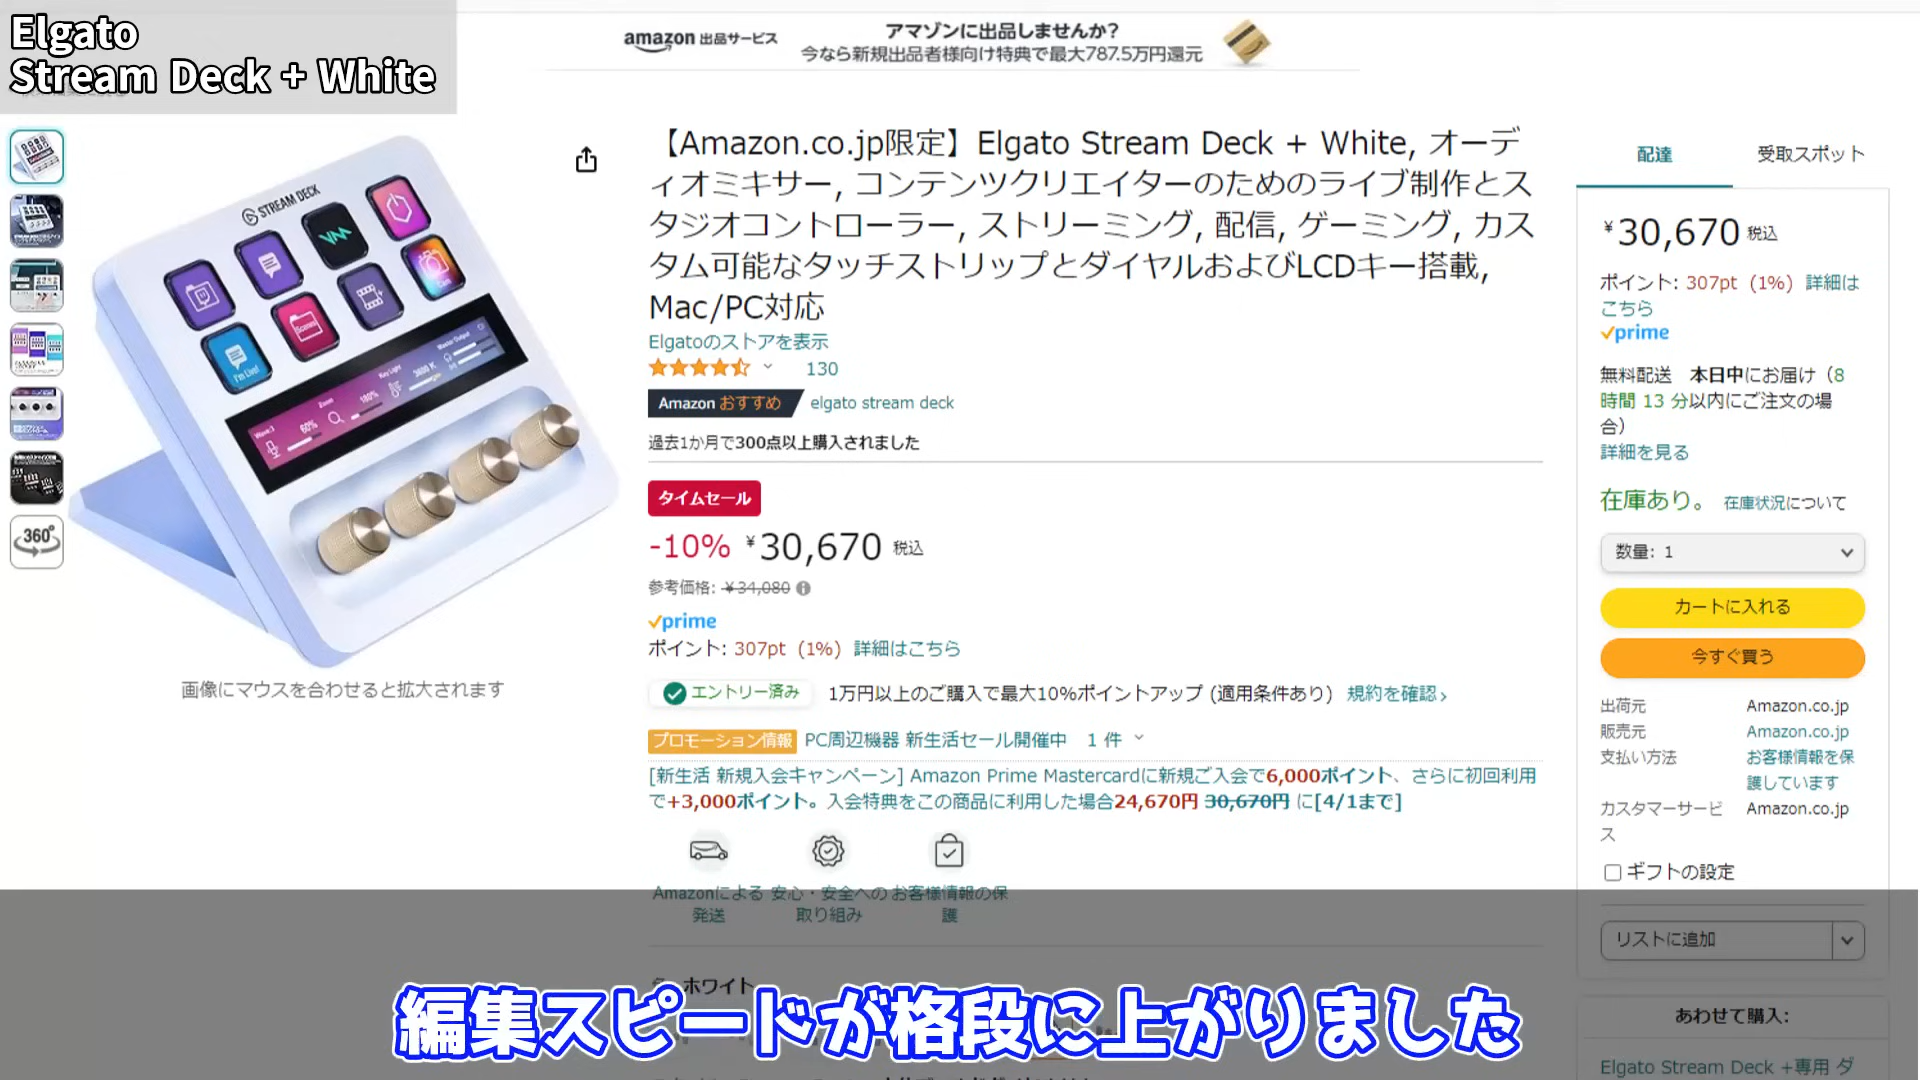 Elgato
Stream Deck + White
amazon 出品サービス
アマゾンに出品しませんか?
今なら新規出品者様向け特典で最大787.5万円還元
STREAM DECK
I'm Live!
Scenes
Wave:3
60%
Zoom
180%
Key Light
3800 K
Master Output
360°
画像にマウスを合わせると拡大されます
【Amazon.co.jp限定】Elgato Stream Deck + White, オーデ
ィオミキサー, コンテンツクリエイターのためのライブ制作とス
タジオコントローラー, ストリーミング, 配信, ゲーミング, カス
タム可能なタッチストリップとダイヤルおよびLCDキー搭載,
Mac/PC対応
Elgatoのストアを表示
130
Amazon おすすめ elgato stream deck
過去1か月で300点以上購入されました
タイムセール
-10% ¥30,670 税込
参考価格: ¥34,080
prime
ポイント: 307pt (1%) 詳細はこちら
エントリー済み 1万円以上のご購入で最大10%ポイントアップ (適用条件あり) 規約を確認›
プロモーション情報 PC周辺機器 新生活セール開催中 1 件
[新生活 新規入会キャンペーン] Amazon Prime Mastercardに新規ご入会で6,000ポイント、さらに初回利用
で+3,000ポイント。入会特典をこの商品に利用した場合24,670円 30,670円 に[4/1まで]
Amazonによる
発送
安心・安全への
取り組み
お客様情報の保
護
ホワイト
配達 受取スポット
¥30,670 税込
ポイント: 307pt (1%) 詳細は
こちら
prime
無料配送 本日中にお届け（8
時間 13 分以内にご注文の場
合）
詳細を見る
在庫あり。 在庫状況について
数量: 1
カートに入れる
今すぐ買う
出荷元 Amazon.co.jp
販売元 Amazon.co.jp
支払い方法 お客様情報を保
護しています
カスタマーサービ
ス Amazon.co.jp
ギフトの設定
リストに追加
あわせて購入:
Elgato Stream Deck +専用 ダ
編集スピードが格段に上がりました